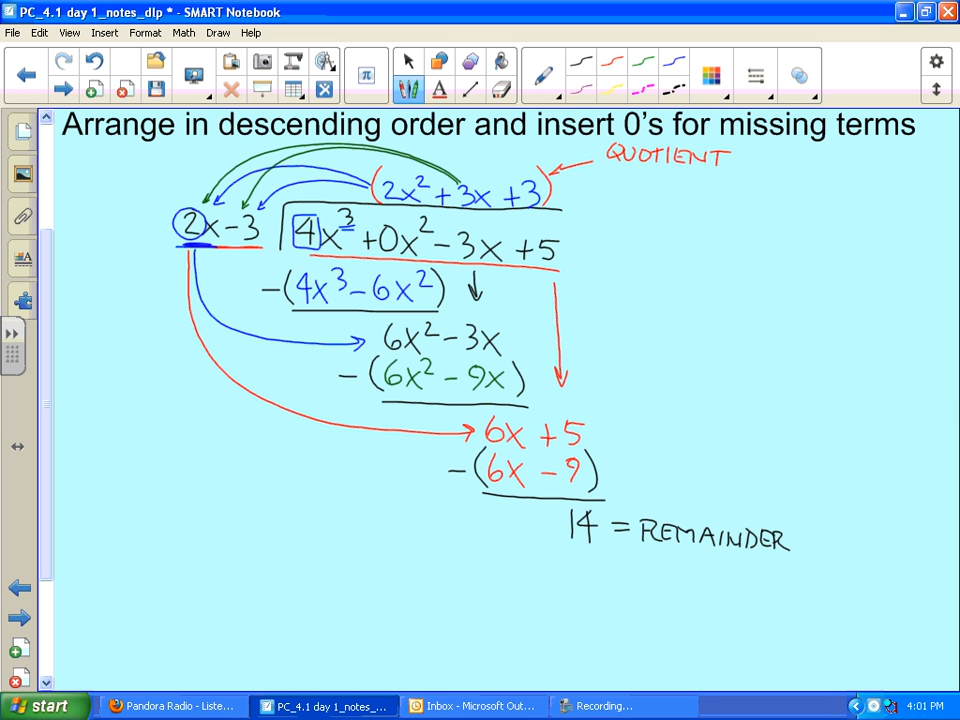 PC_4.1 day 1_notes_dlp * - SMART Notebook
File Edit View Insert Format Math Draw Help
Arrange in descending order and insert 0's for missing terms
QUOTIENT
(2x² + 3x + 3)
2x - 3 4x³ + 0x² - 3x + 5
-(4x³ - 6x²)
6x² - 3x
-(6x² - 9x)
6x + 5
-(6x - 9)
14 = REMAINDER
start Pandora Radio - Liste... PC_4.1 day 1_notes_... Inbox - Microsoft Out... Recording... 4:01 PM